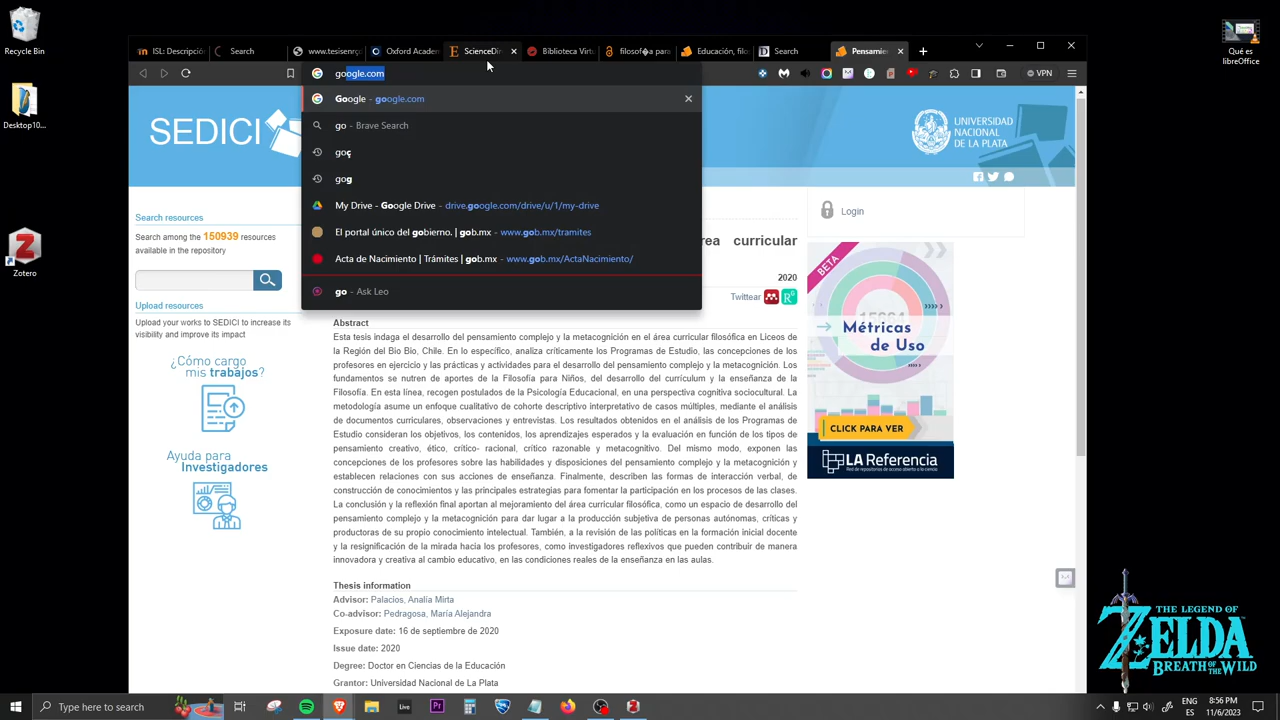 Recycle Bin
Desktop10...
Zotero
Qué es
libreOffice
ISL: Descripció
Search
www.tesisenrc
Oxford Acaden
ScienceDir
Biblioteca Virtu
filosof�a para
Educación, filo
Search
Pensamie
google.com
VPN
Google - google.com
go - Brave Search
goç
gog
My Drive - Google Drive - drive.google.com/drive/u/1/my-drive
El portal único del gobierno. | gob.mx - www.gob.mx/tramites
Acta de Nacimiento | Trámites | gob.mx - www.gob.mx/ActaNacimiento/
go - Ask Leo
SEDICI
UNIVERSIDAD
NACIONAL
DE LA PLATA
Search resources
Search among the 150939 resources
available in the repository
Upload resources
Upload your works to SEDICI to increase its
visibility and improve its impact
¿Cómo cargo
mis trabajos?
Ayuda para
Investigadores
área curricular
2020
Twittear
Abstract
Esta tesis indaga el desarrollo del pensamiento complejo y la metacognición en el área curricular filosófica en Liceos de
la Región del Bio Bio, Chile. En lo específico, analiza críticamente los Programas de Estudio, las concepciones de los
profesores en ejercicio y las prácticas y actividades para el desarrollo del pensamiento complejo y la metacognición. Los
fundamentos se nutren de aportes de la Filosofía para Niños, del desarrollo del currículum y la enseñanza de la
Filosofía. En esta línea, recogen postulados de la Psicología Educacional, en una perspectiva cognitiva sociocultural. La
metodología asume un enfoque cualitativo de cohorte descriptivo interpretativo de casos múltiples, mediante el análisis
de documentos curriculares, observaciones y entrevistas. Los resultados obtenidos en el análisis de los Programas de
Estudio consideran los objetivos, los contenidos, los aprendizajes esperados y la evaluación en función de los tipos de
pensamiento creativo, ético, crítico- racional, crítico razonable y metacognitivo. Del mismo modo, exponen las
concepciones de los profesores sobre las habilidades y disposiciones del pensamiento complejo y la metacognición y
establecen relaciones con sus acciones de enseñanza. Finalmente, describen las formas de interacción verbal, de
construcción de conocimientos y las principales estrategias para fomentar la participación en los procesos de las clases.
La conclusión y la reflexión final aportan al mejoramiento del área curricular filosófica, como un espacio de desarrollo del
pensamiento complejo y la metacognición para dar lugar a la producción subjetiva de personas autónomas, críticas y
productoras de su propio conocimiento intelectual. También, a la revisión de las políticas en la formación inicial docente
y la resignificación de la mirada hacia los profesores, como investigadores reflexivos que pueden contribuir de manera
innovadora y creativa al cambio educativo, en las condiciones reales de la enseñanza en las aulas.
Thesis information
Advisor: Palacios, Analía Mirta
Co-advisor: Pedragosa, María Alejandra
Exposure date: 16 de septiembre de 2020
Issue date: 2020
Degree: Doctor en Ciencias de la Educación
Grantor: Universidad Nacional de La Plata
Login
BETA
Métricas
de Uso
CLICK PARA VER
LA Referencia
THE LEGEND OF
ZELDA
BREATH OF THE WILD
Type here to search
Live
Pr
ENG
ES
8:56 PM
11/6/2023